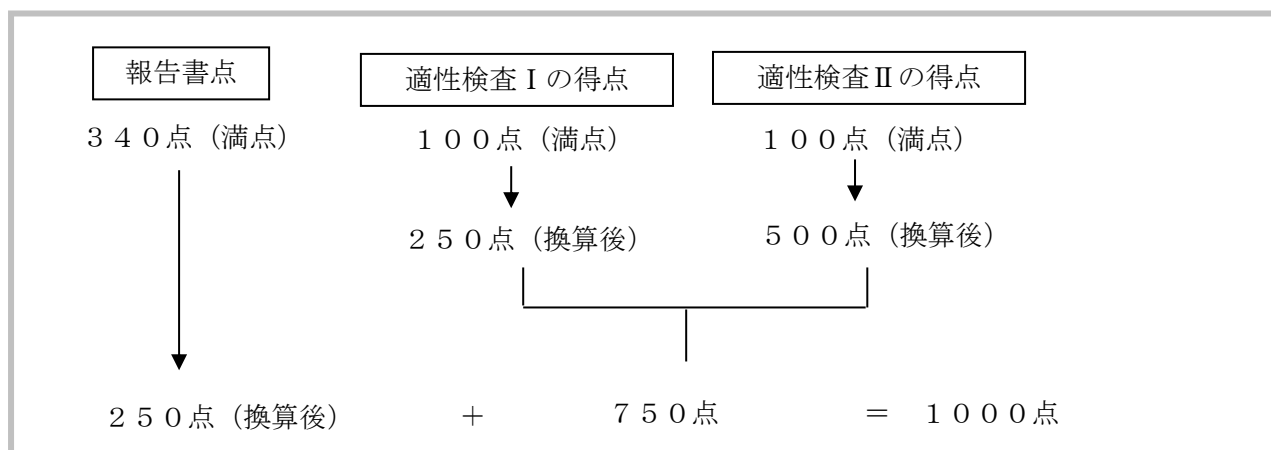 報告書点 適性検査Ⅰの得点 適性検査Ⅱの得点
３４０点（満点） １００点（満点） １００点（満点）
２５０点（換算後） ５００点（換算後）
２５０点（換算後） ＋ ７５０点 ＝ １０００点